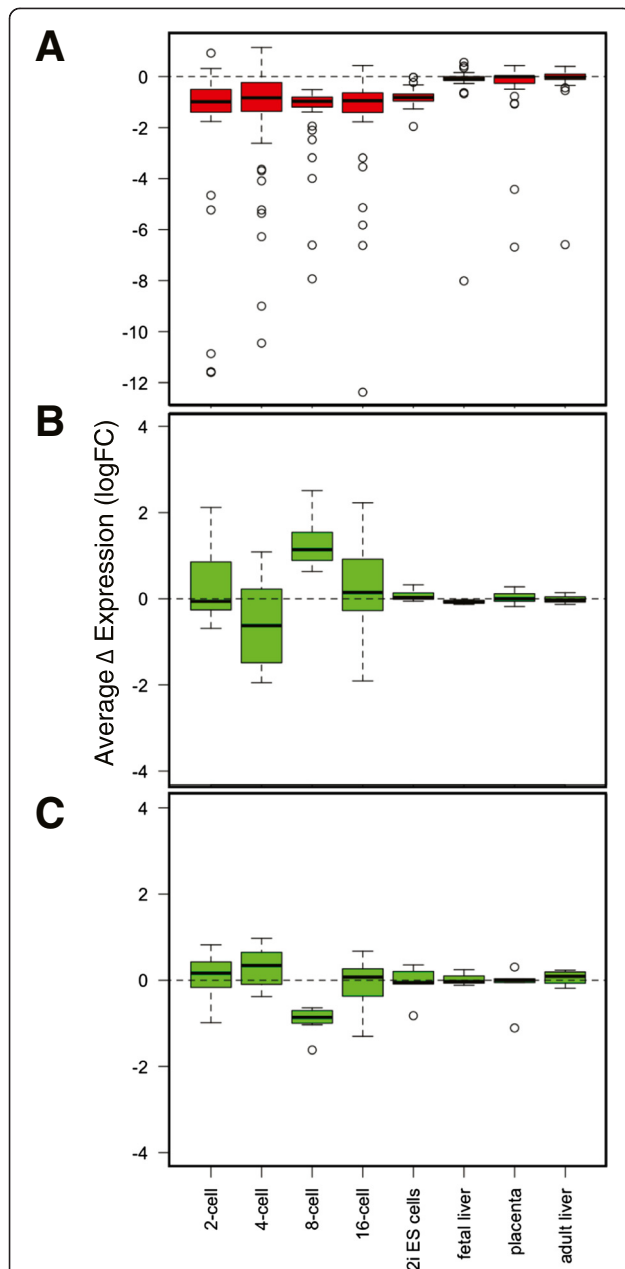 A
0
-2
-4
-6
-8
-10
-12
B
4
2
0
-2
-4
Average Δ Expression (logFC)
C
4
2
0
-2
-4
2-cell
4-cell
8-cell
16-cell
2i ES cells
fetal liver
placenta
adult liver